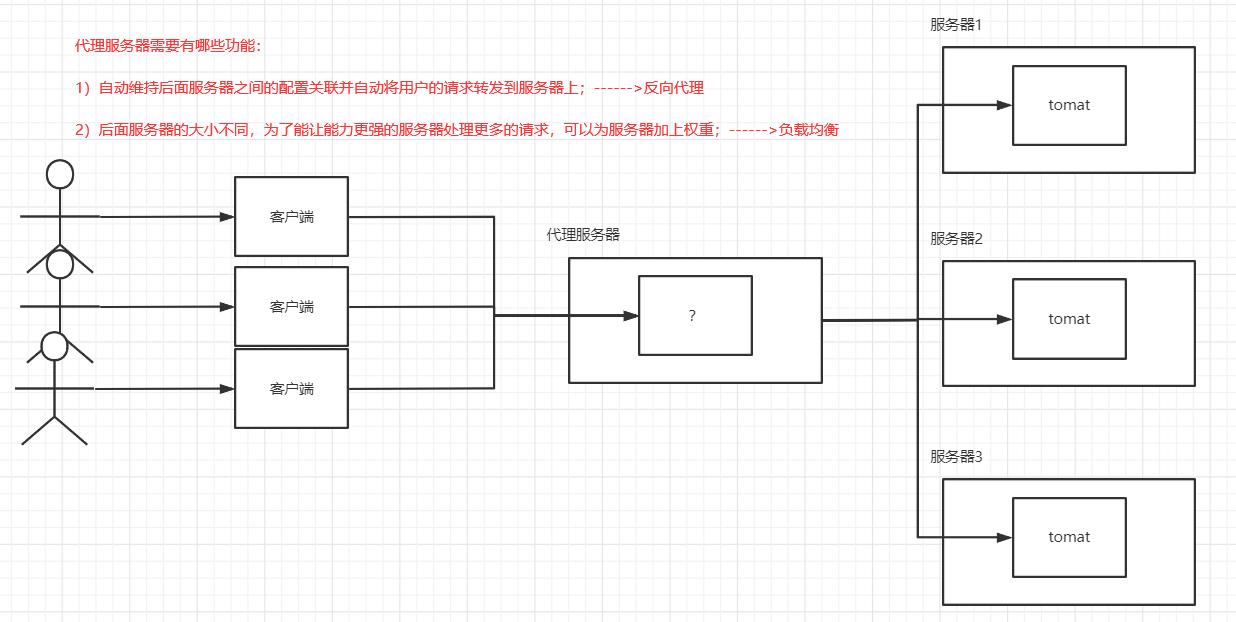 代理服务器需要有哪些功能：
1）自动维持后面服务器之间的配置关联并自动将用户的请求转发到服务器上；------>反向代理
2）后面服务器的大小不同，为了能让能力更强的服务器处理更多的请求，可以为服务器加上权重；------>负载均衡
服务器1
tomat
客户端
客户端
客户端
代理服务器
?
服务器2
tomat
服务器3
tomat